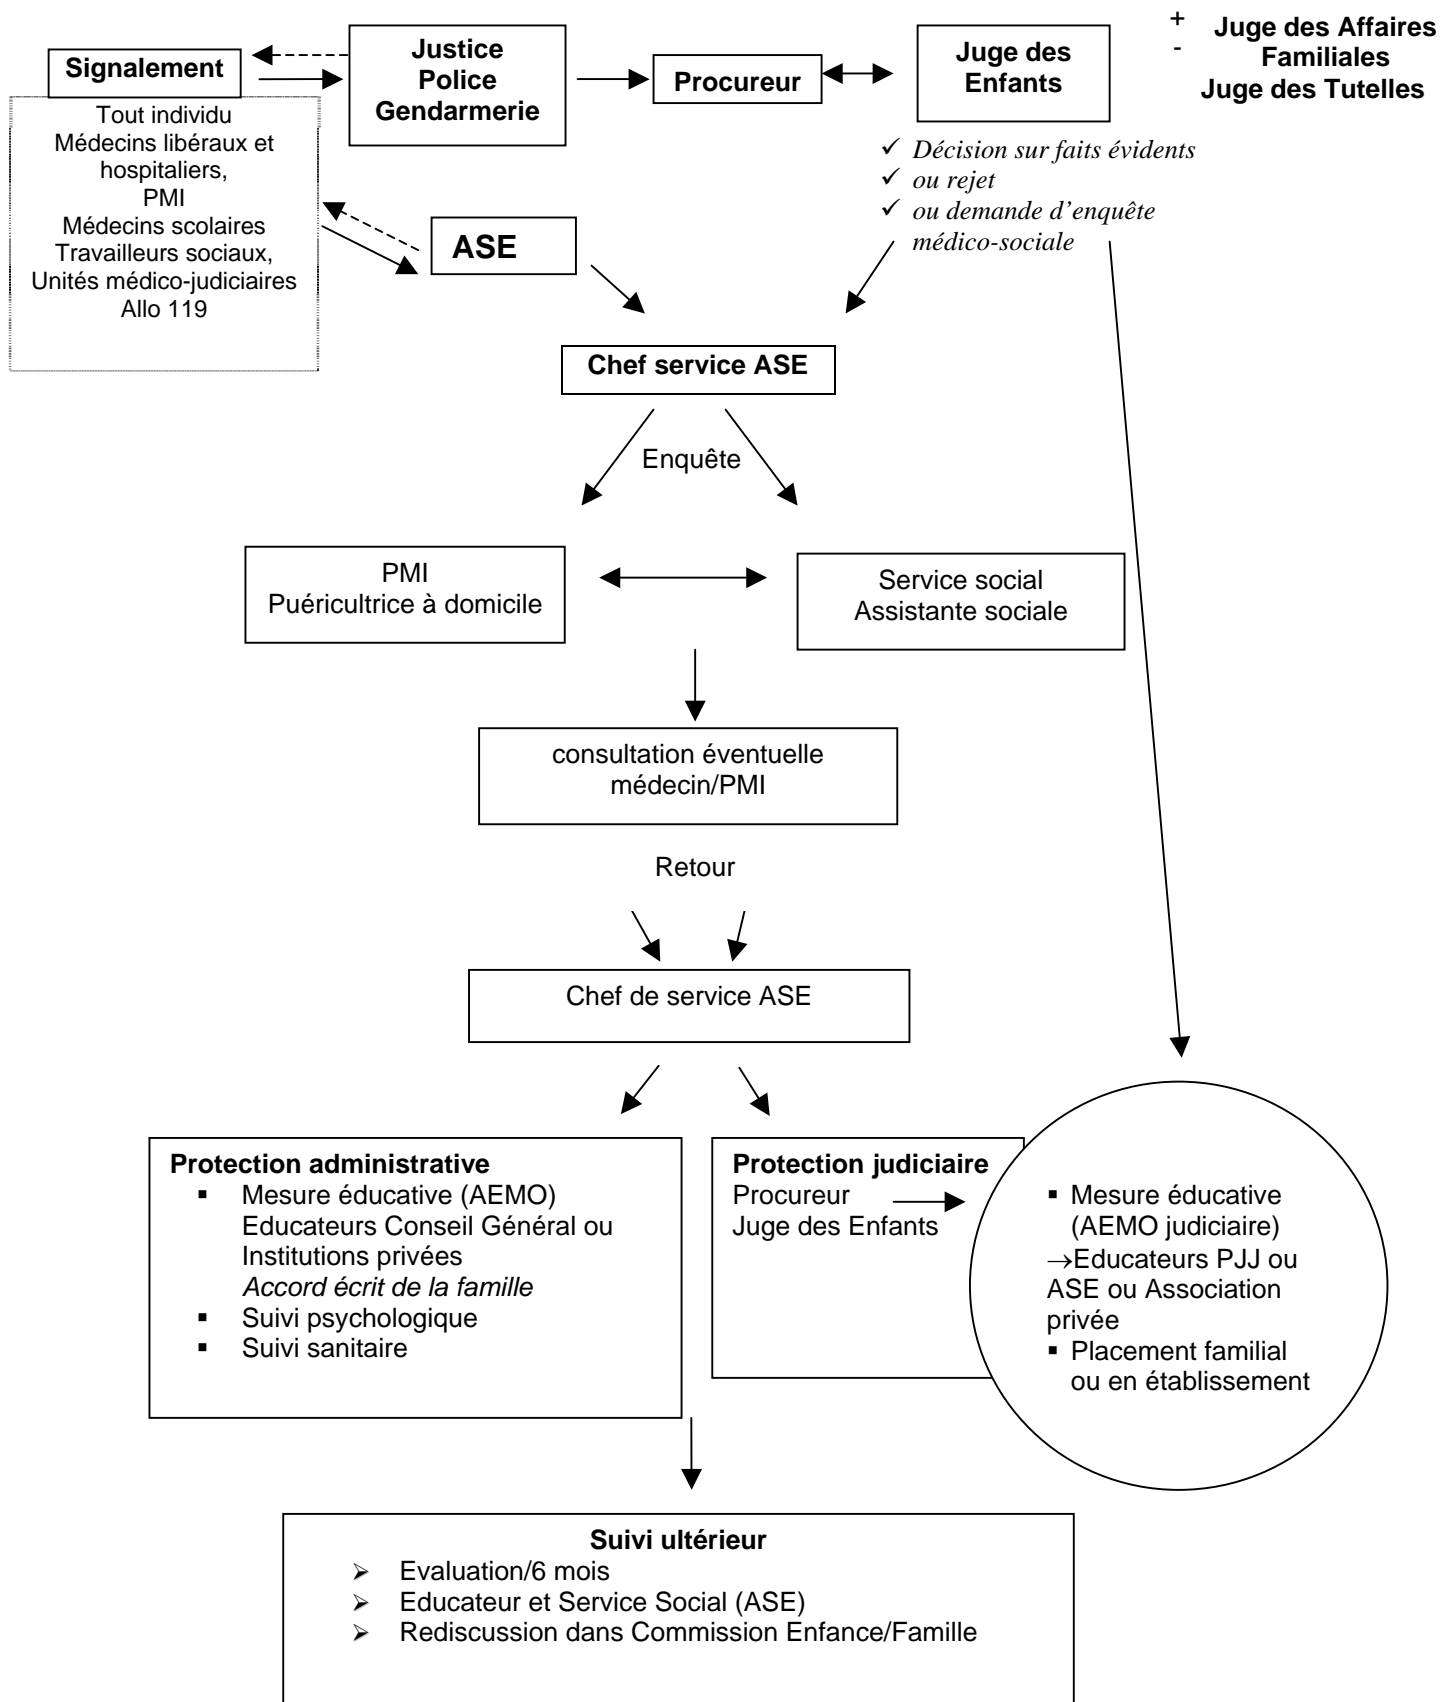 Signalement
Tout individu
Médecins libéraux et
hospitaliers,
PMI
Médecins scolaires
Travailleurs sociaux,
Unités médico-judiciaires
Allo 119
Justice
Police
Gendarmerie
Procureur
Juge des
Enfants
+ Juge des Affaires
- Familiales
Juge des Tutelles
✓ Décision sur faits évidents
✓ ou rejet
✓ ou demande d'enquête
médico-sociale
ASE
Chef service ASE
Enquête
PMI
Puéricultrice à domicile
Service social
Assistante sociale
consultation éventuelle
médecin/PMI
Retour
Chef de service ASE
Protection administrative
▪ Mesure éducative (AEMO)
Educateurs Conseil Général ou
Institutions privées
Accord écrit de la famille
▪ Suivi psychologique
▪ Suivi sanitaire
Protection judiciaire
Procureur
Juge des Enfants
▪ Mesure éducative
(AEMO judiciaire)
→Educateurs PJJ ou
ASE ou Association
privée
▪ Placement familial
ou en établissement
Suivi ultérieur
➢ Evaluation/6 mois
➢ Educateur et Service Social (ASE)
➢ Rediscussion dans Commission Enfance/Famille